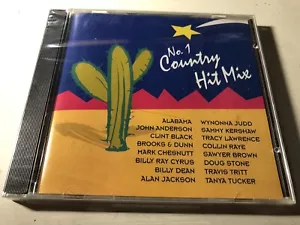 No. 1
Country
Hit Mix
ALABAMA
JOHN ANDERSON
CLINT BLACK
BROOKS & DUNN
MARK CHESNUTT
BILLY RAY CYRUS
BILLY DEAN
ALAN JACKSON
WYNONNA JUDD
SAMMY KERSHAW
TRACY LAWRENCE
COLLIN RAYE
SAWYER BROWN
DOUG STONE
TRAVIS TRITT
TANYA TUCKER